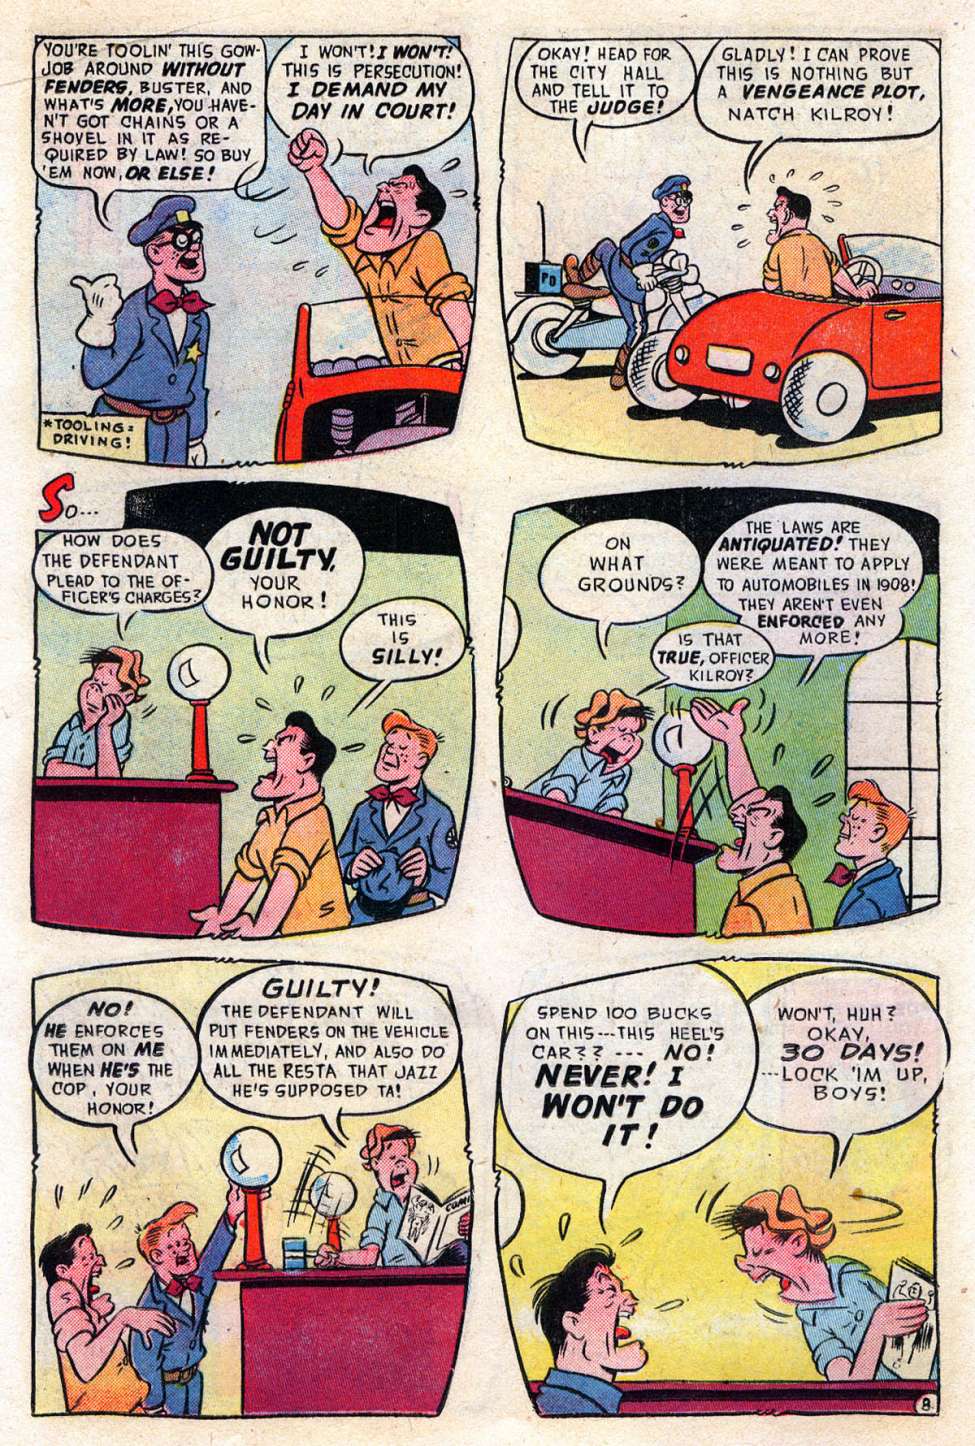 YOU'RE TOOLIN' THIS GOW-
JOB AROUND WITHOUT
FENDERS, BUSTER, AND
WHAT'S MORE, YOU HAVE-
N'T GOT CHAINS OR A
SHOVEL IN IT AS RE-
QUIRED BY LAW! SO BUY
'EM NOW, OR ELSE!
I WON'T! I WON'T!
THIS IS PERSECUTION!
I DEMAND MY
DAY IN COURT!
*TOOLING=
DRIVING!
OKAY! HEAD FOR
THE CITY HALL
AND TELL IT TO
THE JUDGE!
GLADLY! I CAN PROVE
THIS IS NOTHING BUT
A VENGEANCE PLOT,
NATCH KILROY!
PD
SO...
HOW DOES
THE DEFENDANT
PLEAD TO THE OF-
FICER'S CHARGES?
NOT
GUILTY,
YOUR
HONOR!
THIS
IS
SILLY!
ON
WHAT
GROUNDS?
THE LAWS ARE
ANTIQUATED! THEY
WERE MEANT TO APPLY
TO AUTOMOBILES IN 1908!
THEY AREN'T EVEN
ENFORCED ANY
MORE!
IS THAT
TRUE, OFFICER
KILROY?
NO!
HE ENFORCES
THEM ON ME
WHEN HE'S THE
COP, YOUR
HONOR!
GUILTY!
THE DEFENDANT WILL
PUT FENDERS ON THE VEHICLE
IMMEDIATELY, AND ALSO DO
ALL THE RESTA THAT JAZZ
HE'S SUPPOSED TA!
COMI
SPEND 100 BUCKS
ON THIS---THIS HEEL'S
CAR?? --- NO!
NEVER! I
WON'T DO
IT!
WON'T, HUH?
OKAY,
30 DAYS!
---LOCK 'IM UP,
BOYS!
8